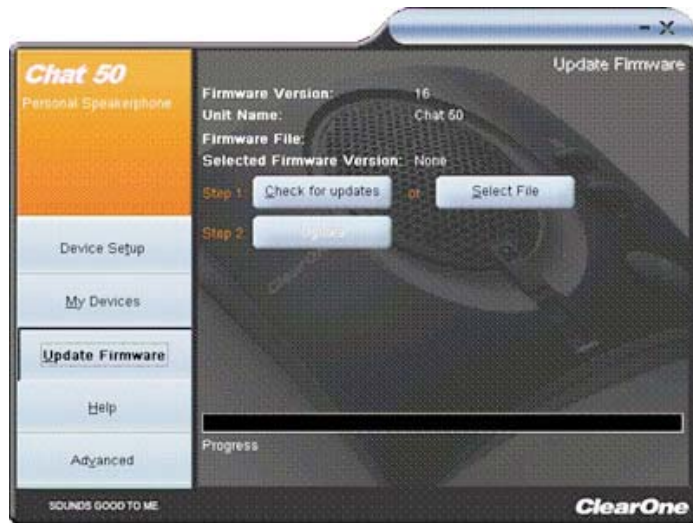 Update Firmware
Chat 50
Personal Speakerphone
Firmware Version: 16
Unit Name: Chat 50
Firmware File:
Selected Firmware Version: None
Step 1: Check for updates or Select File
Step 2: Update
Device Setup
My Devices
Update Firmware
Help
Advanced
Progress
SOUNDS GOOD TO ME.
ClearOne
ClearOne